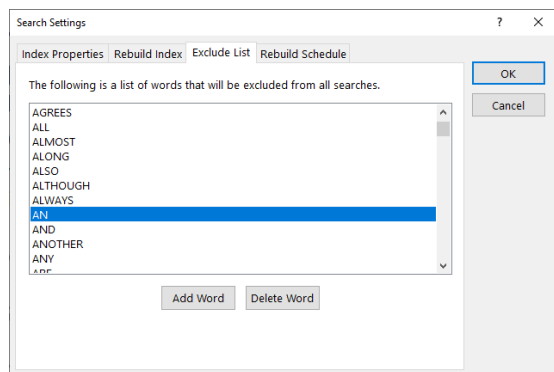 Search Settings
Index Properties Rebuild Index Exclude List Rebuild Schedule
The following is a list of words that will be excluded from all searches.
AGREES
ALL
ALMOST
ALONG
ALSO
ALTHOUGH
ALWAYS
AN
AND
ANOTHER
ANY
Add Word Delete Word
OK
Cancel